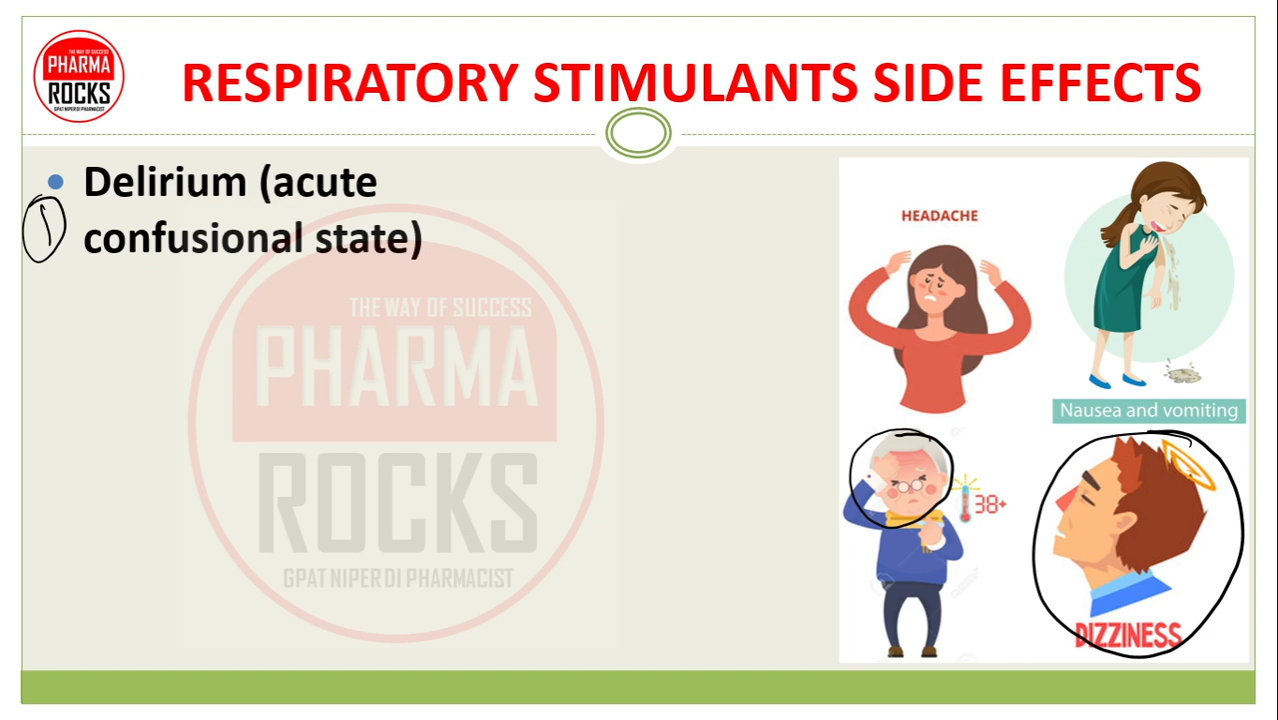 THE WAY OF SUCCESS
PHARMA
ROCKS
GPAT NIPER DI PHARMACIST
RESPIRATORY STIMULANTS SIDE EFFECTS
• Delirium (acute
1
confusional state)
THE WAY OF SUCCESS
PHARMA
ROCKS
GPAT NIPER DI PHARMACIST
HEADACHE
Nausea and vomiting
38+
DIZZINESS